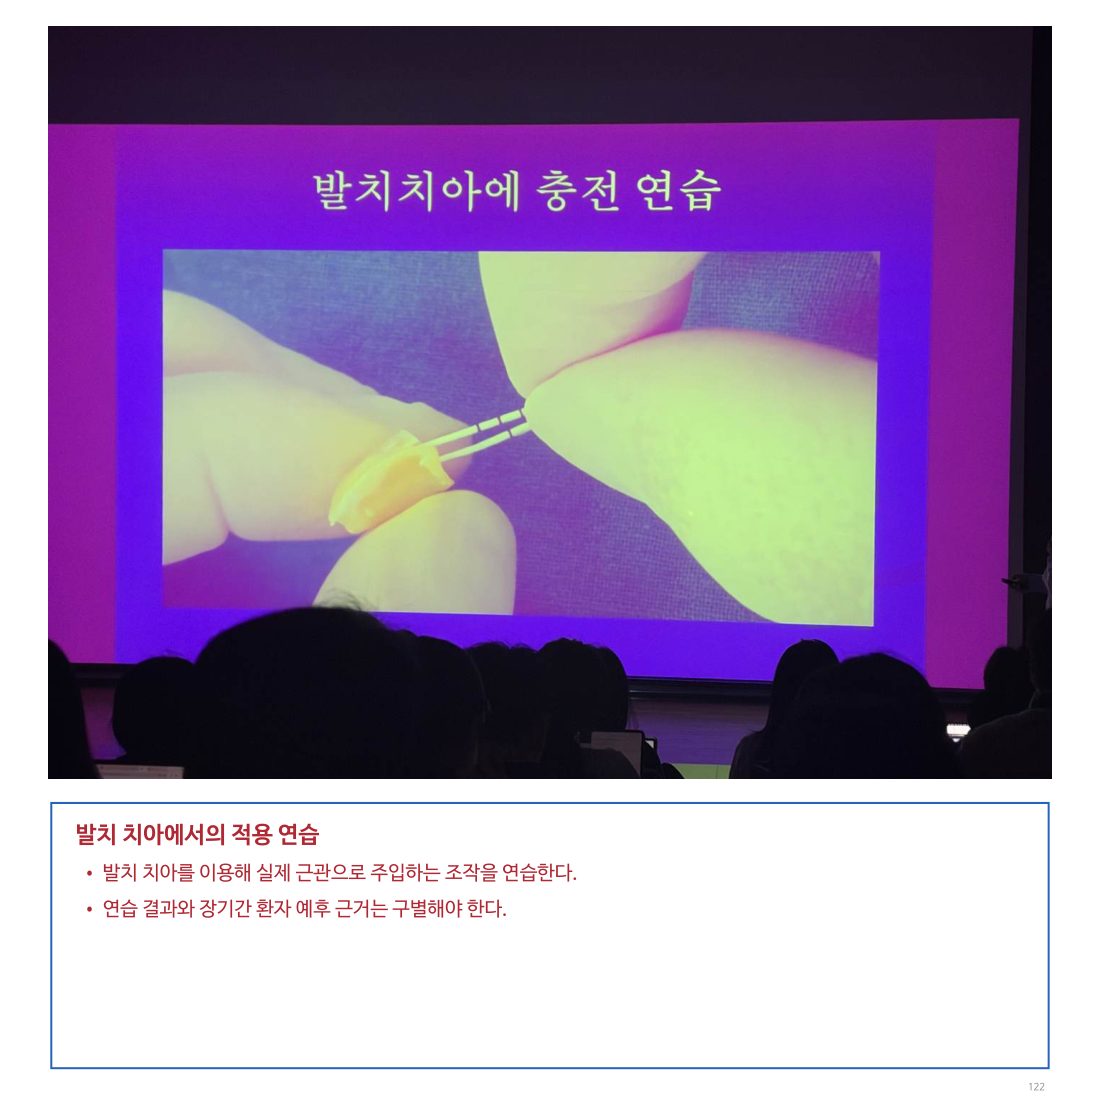 발치치아에 충전 연습
발치 치아에서의 적용 연습
• 발치 치아를 이용해 실제 근관으로 주입하는 조작을 연습한다.
• 연습 결과와 장기간 환자 예후 근거는 구별해야 한다.
122